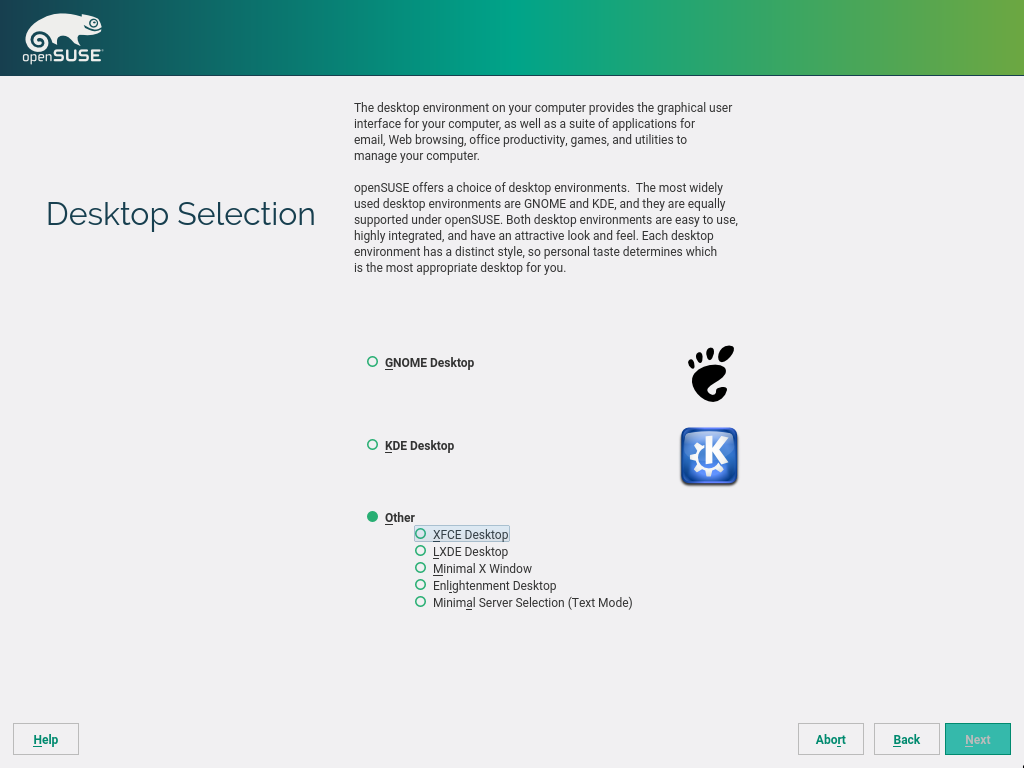 openSUSE
The desktop environment on your computer provides the graphical user
interface for your computer, as well as a suite of applications for
email, Web browsing, office productivity, games, and utilities to
manage your computer.
openSUSE offers a choice of desktop environments.  The most widely
used desktop environments are GNOME and KDE, and they are equally
supported under openSUSE. Both desktop environments are easy to use,
highly integrated, and have an attractive look and feel. Each desktop
environment has a distinct style, so personal taste determines which
is the most appropriate desktop for you.
Desktop Selection
GNOME Desktop
KDE Desktop
Other
XFCE Desktop
LXDE Desktop
Minimal X Window
Enlightenment Desktop
Minimal Server Selection (Text Mode)
Help
Abort
Back
Next